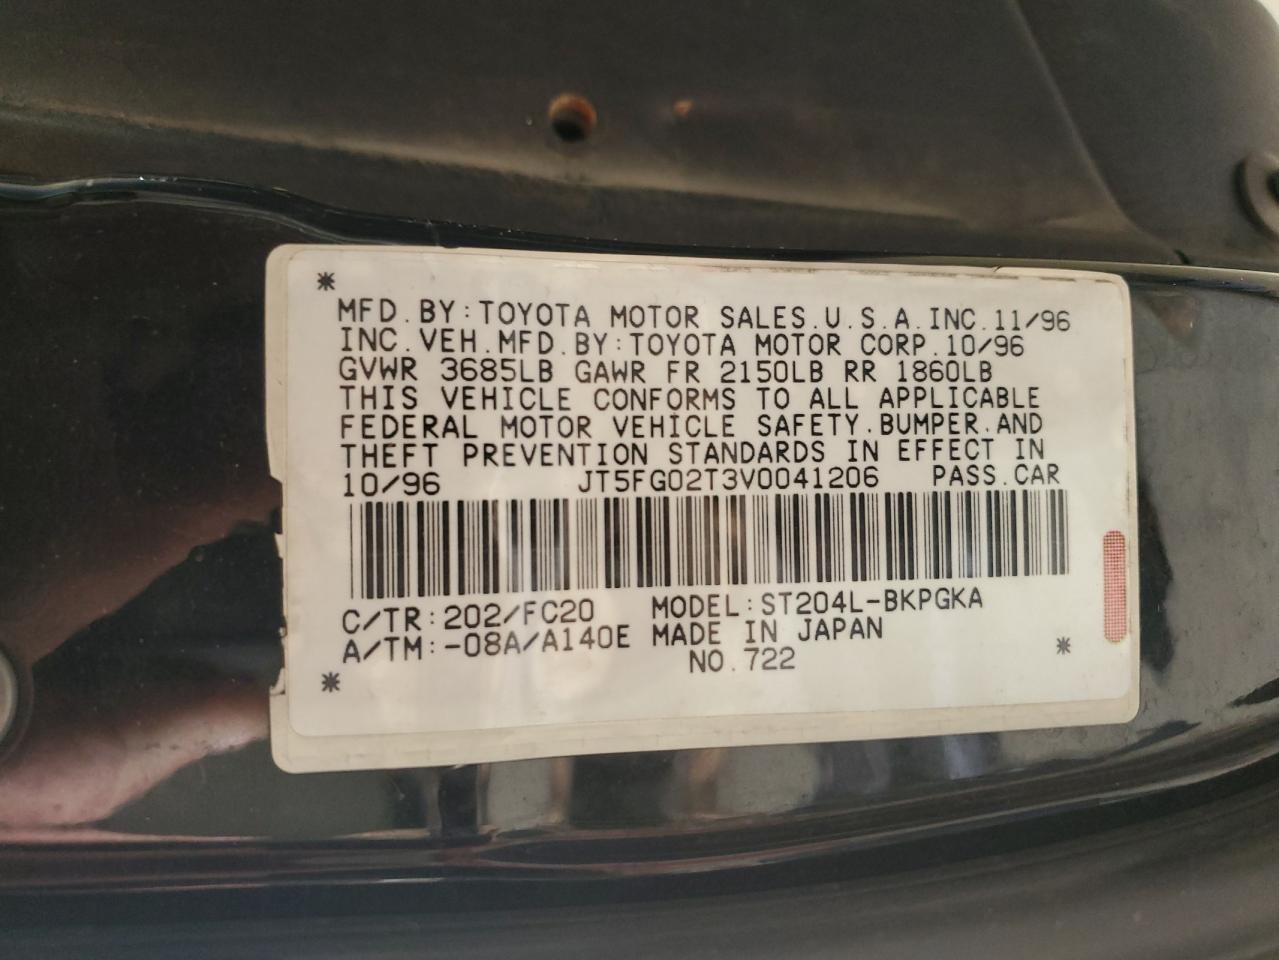 MFD. BY: TOYOTA MOTOR SALES. U. S. A. INC. 11/96
INC. VEH. MFD. BY: TOYOTA MOTOR CORP. 10/96
GVWR 3685LB GAWR FR 2150LB RR 1860LB
THIS VEHICLE CONFORMS TO ALL APPLICABLE
FEDERAL MOTOR VEHICLE SAFETY. BUMPER. AND
THEFT PREVENTION STANDARDS IN EFFECT IN
10/96 JT5FG02T3V0041206 PASS. CAR
C/TR: 202/FC20 MODEL: ST204L-BKPGKA
A/TM: -08A/A140E MADE IN JAPAN
NO. 722